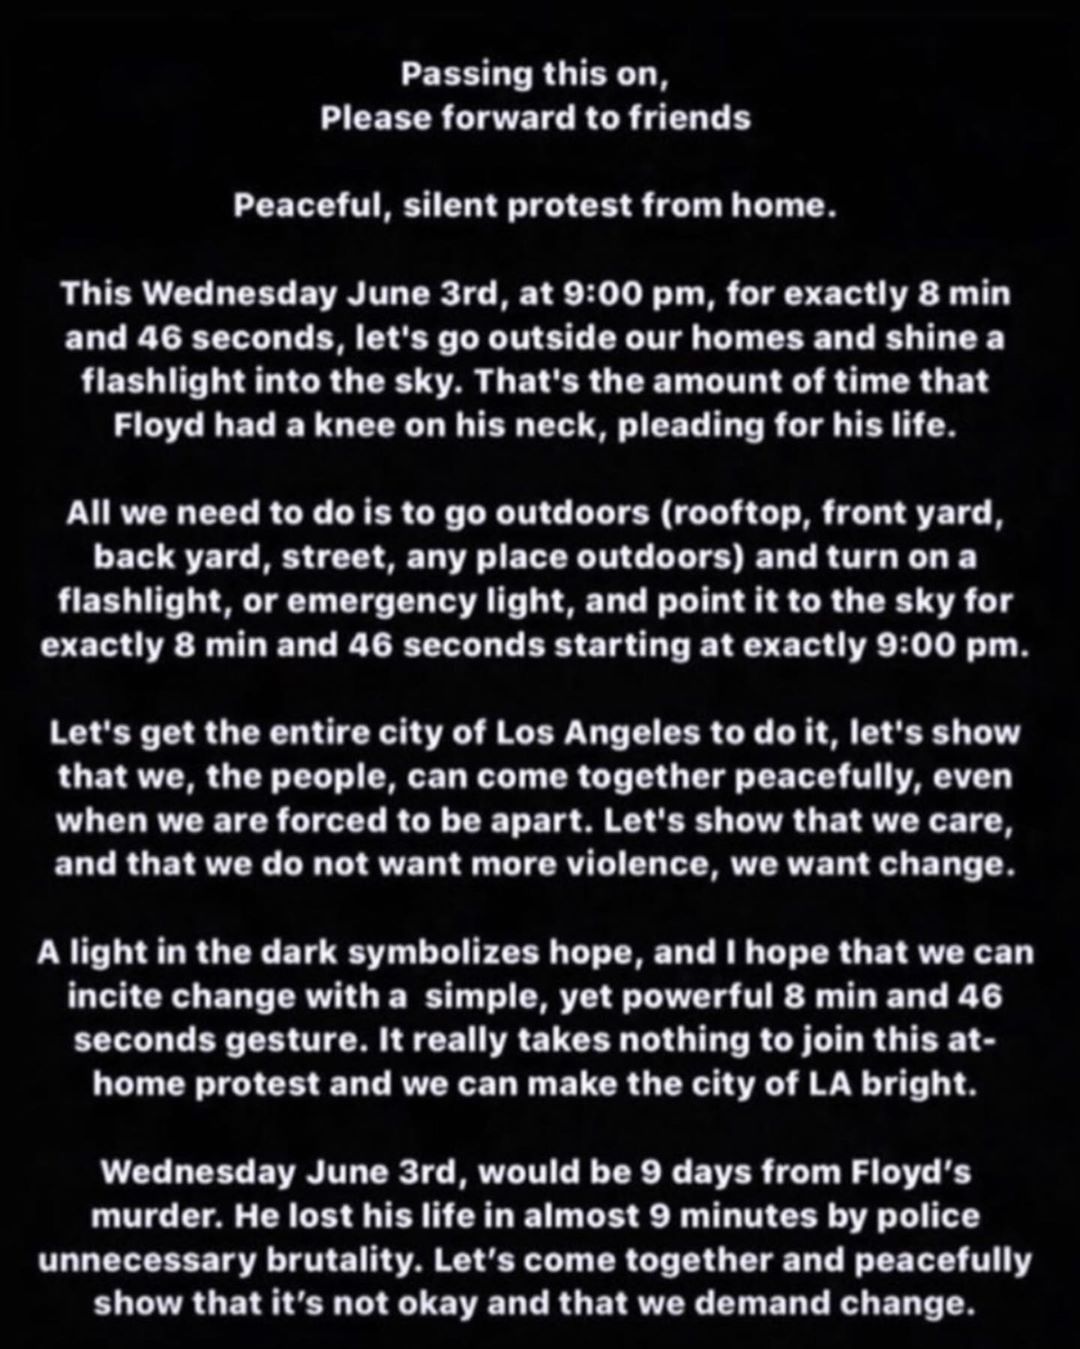 Passing this on,
Please forward to friends
Peaceful, silent protest from home.
This Wednesday June 3rd, at 9:00 pm, for exactly 8 min
and 46 seconds, let's go outside our homes and shine a
flashlight into the sky. That's the amount of time that
Floyd had a knee on his neck, pleading for his life.
All we need to do is to go outdoors (rooftop, front yard,
back yard, street, any place outdoors) and turn on a
flashlight, or emergency light, and point it to the sky for
exactly 8 min and 46 seconds starting at exactly 9:00 pm.
Let's get the entire city of Los Angeles to do it, let's show
that we, the people, can come together peacefully, even
when we are forced to be apart. Let's show that we care,
and that we do not want more violence, we want change.
A light in the dark symbolizes hope, and I hope that we can
incite change with a  simple, yet powerful 8 min and 46
seconds gesture. It really takes nothing to join this at-
home protest and we can make the city of LA bright.
Wednesday June 3rd, would be 9 days from Floyd’s
murder. He lost his life in almost 9 minutes by police
unnecessary brutality. Let’s come together and peacefully
show that it’s not okay and that we demand change.